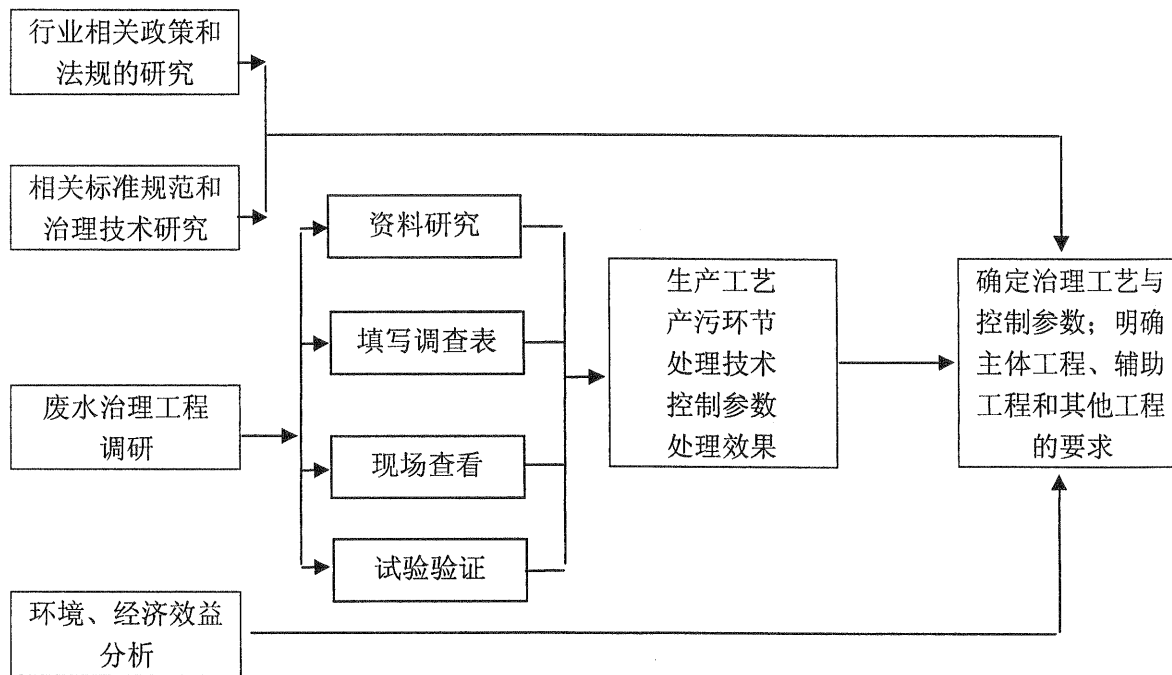 行业相关政策和
法规的研究
相关标准规范和
治理技术研究
废水治理工程
调研
环境、经济效益
分析
资料研究
填写调查表
现场查看
试验验证
生产工艺
产污环节
处理技术
控制参数
处理效果
确定治理工艺与
控制参数；明确
主体工程、辅助
工程和其他工程
的要求